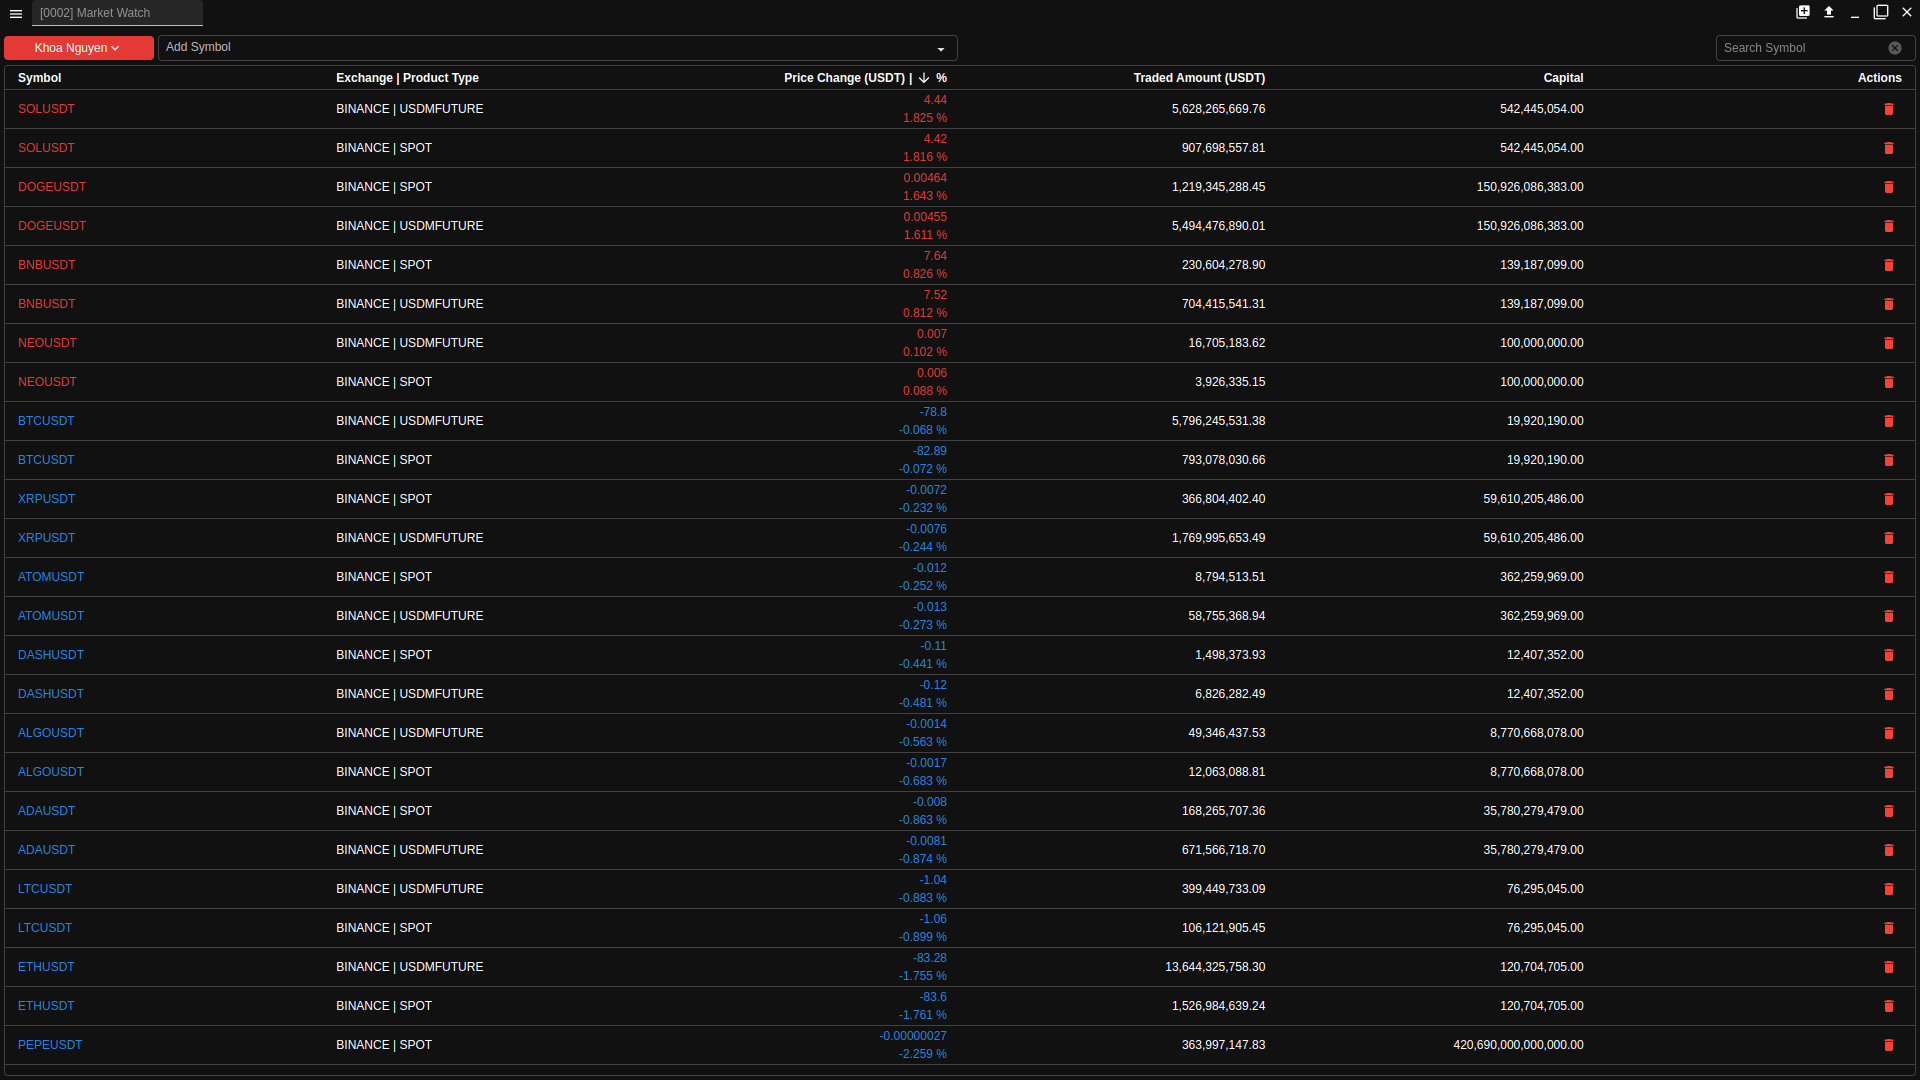 [0002] Market Watch
Khoa Nguyen
Add Symbol
Search Symbol
Symbol Exchange | Product Type Price Change (USDT) | % Traded Amount (USDT) Capital Actions
4.44
SOLUSDT BINANCE | USDMFUTURE 5,628,265,669.76 542,445,054.00
1.825 %
4.42
SOLUSDT BINANCE | SPOT 907,698,557.81 542,445,054.00
1.816 %
0.00464
DOGEUSDT BINANCE | SPOT 1,219,345,288.45 150,926,086,383.00
1.643 %
0.00455
DOGEUSDT BINANCE | USDMFUTURE 5,494,476,890.01 150,926,086,383.00
1.611 %
7.64
BNBUSDT BINANCE | SPOT 230,604,278.90 139,187,099.00
0.826 %
7.52
BNBUSDT BINANCE | USDMFUTURE 704,415,541.31 139,187,099.00
0.812 %
0.007
NEOUSDT BINANCE | USDMFUTURE 16,705,183.62 100,000,000.00
0.102 %
0.006
NEOUSDT BINANCE | SPOT 3,926,335.15 100,000,000.00
0.088 %
-78.8
BTCUSDT BINANCE | USDMFUTURE 5,796,245,531.38 19,920,190.00
-0.068 %
-82.89
BTCUSDT BINANCE | SPOT 793,078,030.66 19,920,190.00
-0.072 %
-0.0072
XRPUSDT BINANCE | SPOT 366,804,402.40 59,610,205,486.00
-0.232 %
-0.0076
XRPUSDT BINANCE | USDMFUTURE 1,769,995,653.49 59,610,205,486.00
-0.244 %
-0.012
ATOMUSDT BINANCE | SPOT 8,794,513.51 362,259,969.00
-0.252 %
-0.013
ATOMUSDT BINANCE | USDMFUTURE 58,755,368.94 362,259,969.00
-0.273 %
-0.11
DASHUSDT BINANCE | SPOT 1,498,373.93 12,407,352.00
-0.441 %
-0.12
DASHUSDT BINANCE | USDMFUTURE 6,826,282.49 12,407,352.00
-0.481 %
-0.0014
ALGOUSDT BINANCE | USDMFUTURE 49,346,437.53 8,770,668,078.00
-0.563 %
-0.0017
ALGOUSDT BINANCE | SPOT 12,063,088.81 8,770,668,078.00
-0.683 %
-0.008
ADAUSDT BINANCE | SPOT 168,265,707.36 35,780,279,479.00
-0.863 %
-0.0081
ADAUSDT BINANCE | USDMFUTURE 671,566,718.70 35,780,279,479.00
-0.874 %
-1.04
LTCUSDT BINANCE | USDMFUTURE 399,449,733.09 76,295,045.00
-0.883 %
-1.06
LTCUSDT BINANCE | SPOT 106,121,905.45 76,295,045.00
-0.899 %
-83.28
ETHUSDT BINANCE | USDMFUTURE 13,644,325,758.30 120,704,705.00
-1.755 %
-83.6
ETHUSDT BINANCE | SPOT 1,526,984,639.24 120,704,705.00
-1.761 %
-0.00000027
PEPEUSDT BINANCE | SPOT 363,997,147.83 420,690,000,000,000.00
-2.259 %